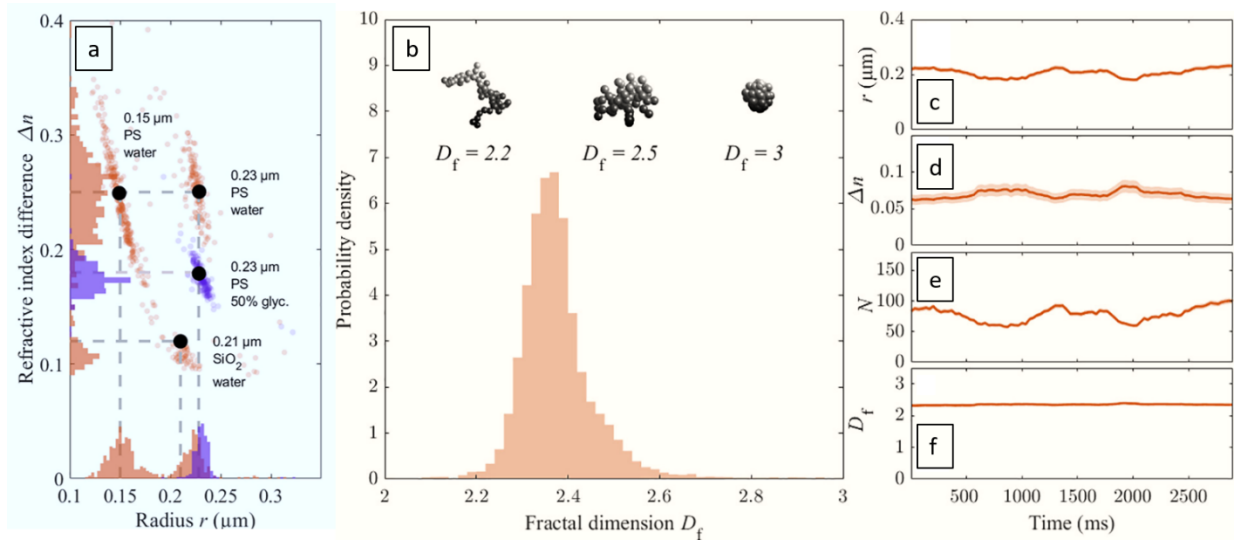 a
Refractive index difference Δn
0.4
0.3
0.2
0.1
0
0.15 µm
PS
water
0.23 µm
PS
water
0.23 µm
PS
50% glyc.
0.21 µm
SiO₂
water
0.1 0.15 0.2 0.25 0.3
Radius r (µm)
b
Probability density
10
9
8
7
6
5
4
3
2
1
0
D_f = 2.2 D_f = 2.5 D_f = 3
2 2.2 2.4 2.6 2.8 3
Fractal dimension D_f
r (µm)
0.4
0.2
0
c
Δn
0.1
0.05
0
d
N
150
100
50
0
e
D_f
3
2
1
0
f
500 1000 1500 2000 2500
Time (ms)